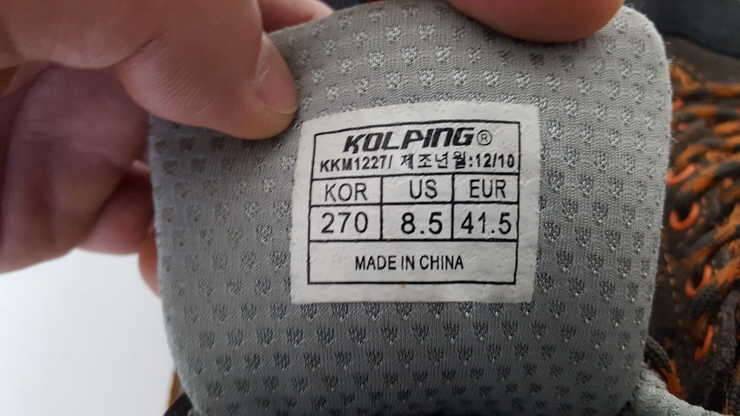 KOLPING®
KKM1227/ 제조년월:12/10
KOR US EUR
270 8.5 41.5
MADE IN CHINA